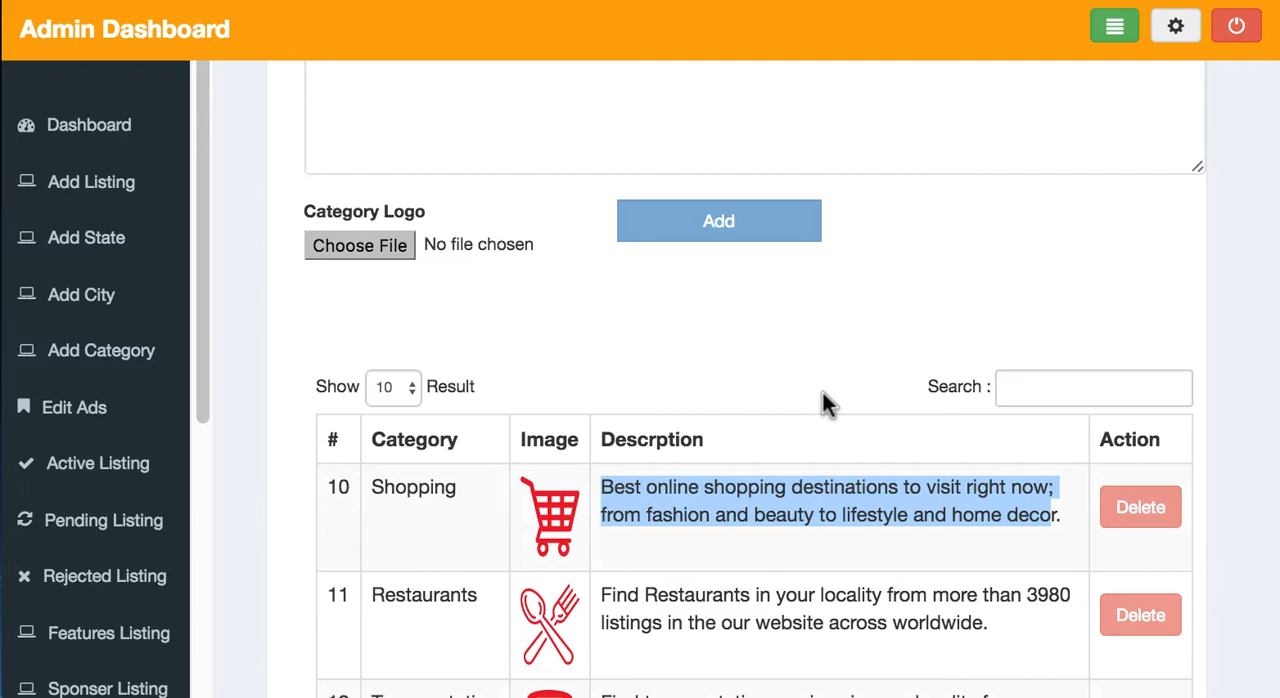 Admin Dashboard
Dashboard
Add Listing
Add State
Add City
Add Category
Edit Ads
Active Listing
Pending Listing
Rejected Listing
Features Listing
Sponser Listing
Category Logo
Choose File No file chosen
Add
Show 10 Result
Search :
# Category Image Descrption Action
10 Shopping Best online shopping destinations to visit right now;
from fashion and beauty to lifestyle and home decor.
Delete
11 Restaurants Find Restaurants in your locality from more than 3980
listings in the our website across worldwide.
Delete